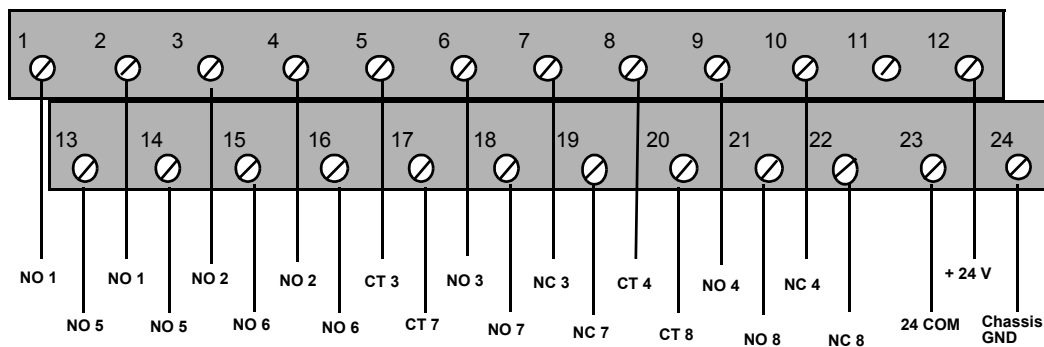 1 2 3 4 5 6 7 8 9 10 11 12
13 14 15 16 17 18 19 20 21 22 23 24
NO 1 NO 1 NO 2 NO 2 CT 3 NO 3 NC 3 CT 4 NO 4 NC 4 + 24 V
NO 5 NO 5 NO 6 NO 6 CT 7 NO 7 NC 7 CT 8 NO 8 NC 8 24 COM Chassis
GND